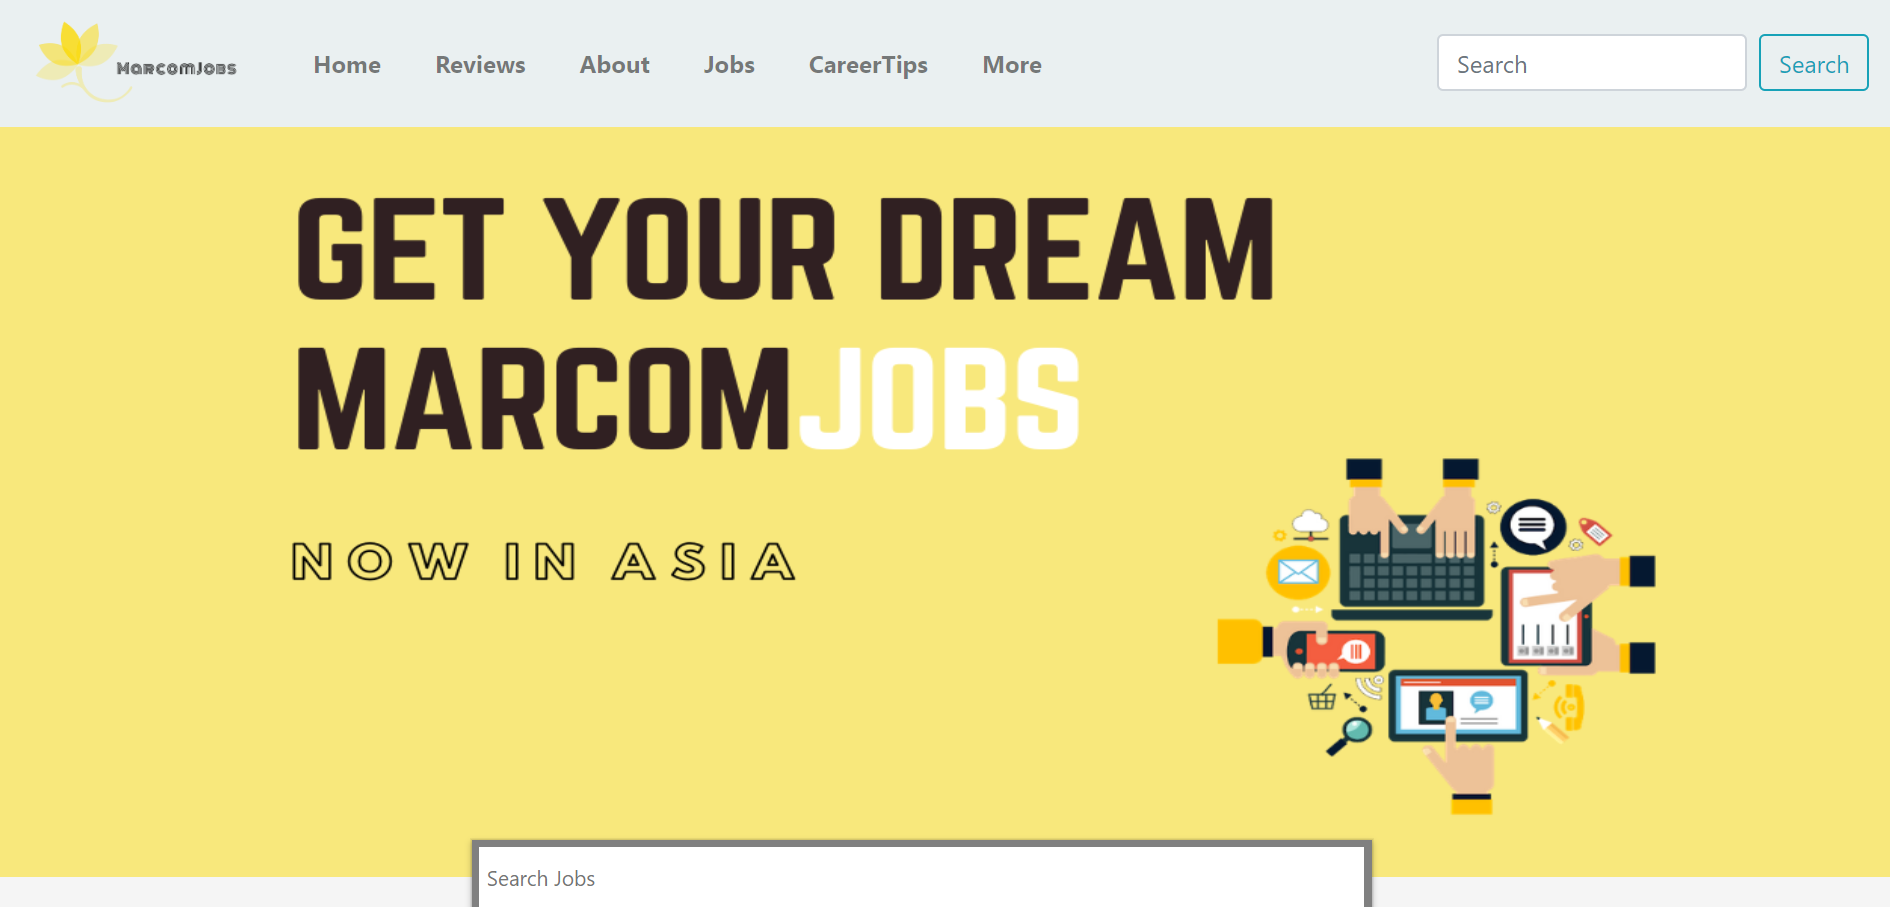 MarcomJobs
Home Reviews About Jobs CareerTips More
Search Search
GET YOUR DREAM
MARCOMJOBS
NOW IN ASIA
Search Jobs